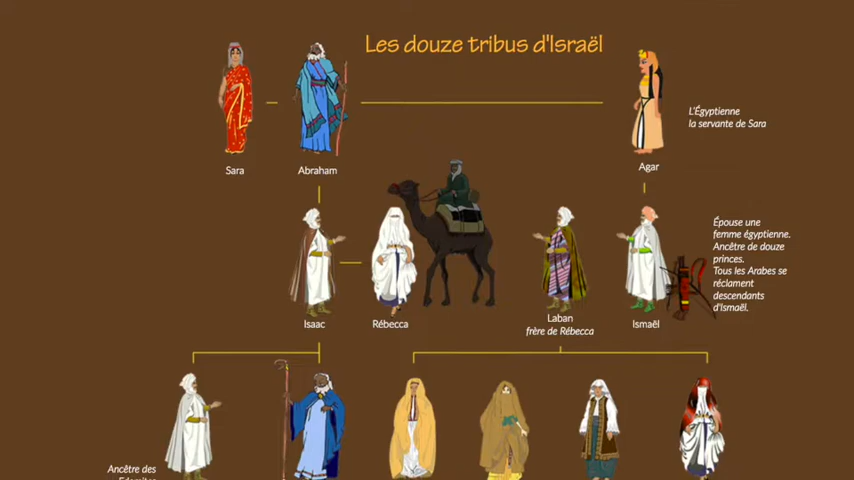 Les douze tribus d'Israël
L'Égyptienne
la servante de Sara
Sara
Abraham
Agar
Épouse une
femme égyptienne.
Ancêtre de douze
princes.
Tous les Arabes se
réclament
descendants
d'Ismaël.
Isaac
Rébecca
Laban
frère de Rébecca
Ismaël
Ancêtre des